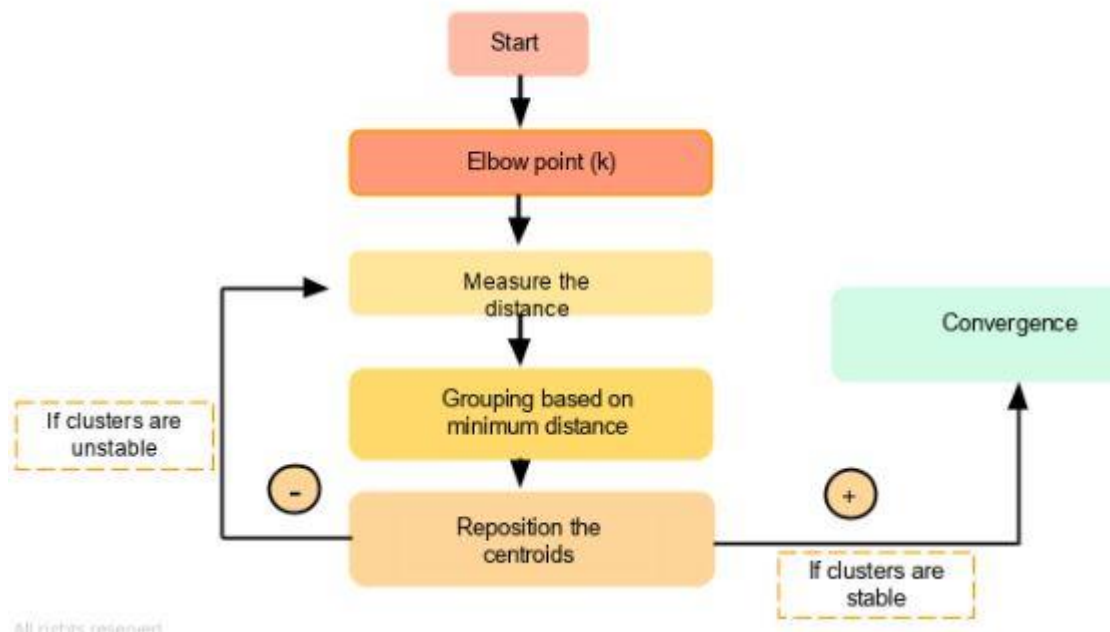 Start
Elbow point (k)
Measure the
distance
Grouping based on
minimum distance
Reposition the
centroids
If clusters are
unstable
-
+
If clusters are
stable
Convergence
All rights reserved